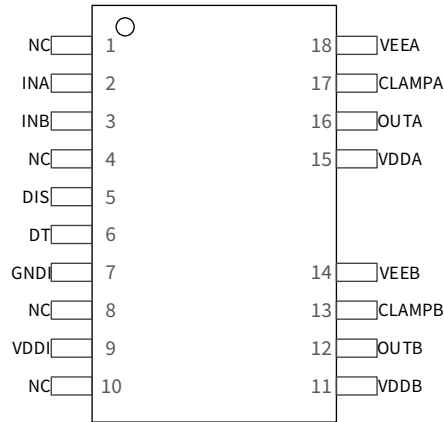 NC 1 18 VEEA
INA 2 17 CLAMPA
INB 3 16 OUTA
NC 4 15 VDDA
DIS 5
DT 6
GNDI 7 14 VEEB
NC 8 13 CLAMPB
VDDI 9 12 OUTB
NC 10 11 VDDB